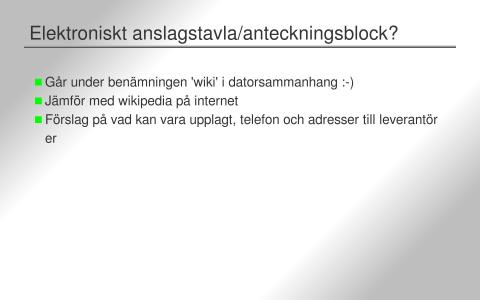 Elektroniskt anslagstavla/anteckningsblock?
Går under benämningen 'wiki' i datorsammanhang :-)
Jämför med wikipedia på internet
Förslag på vad kan vara upplagt, telefon och adresser till leverantör
er